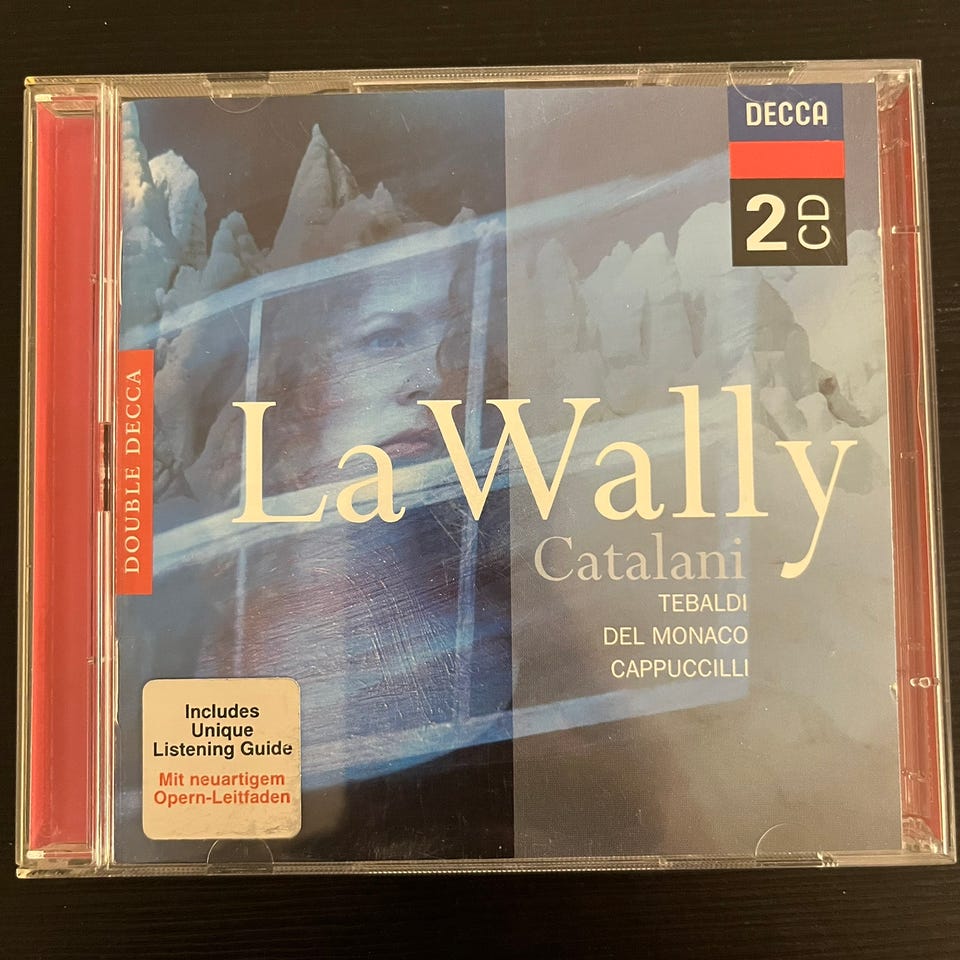 DECCA
2 CD
DOUBLE DECCA
La Wally
Catalani
TEBALDI
DEL MONACO
CAPPUCCILLI
Includes
Unique
Listening Guide
Mit neuartigem
Opern-Leitfaden